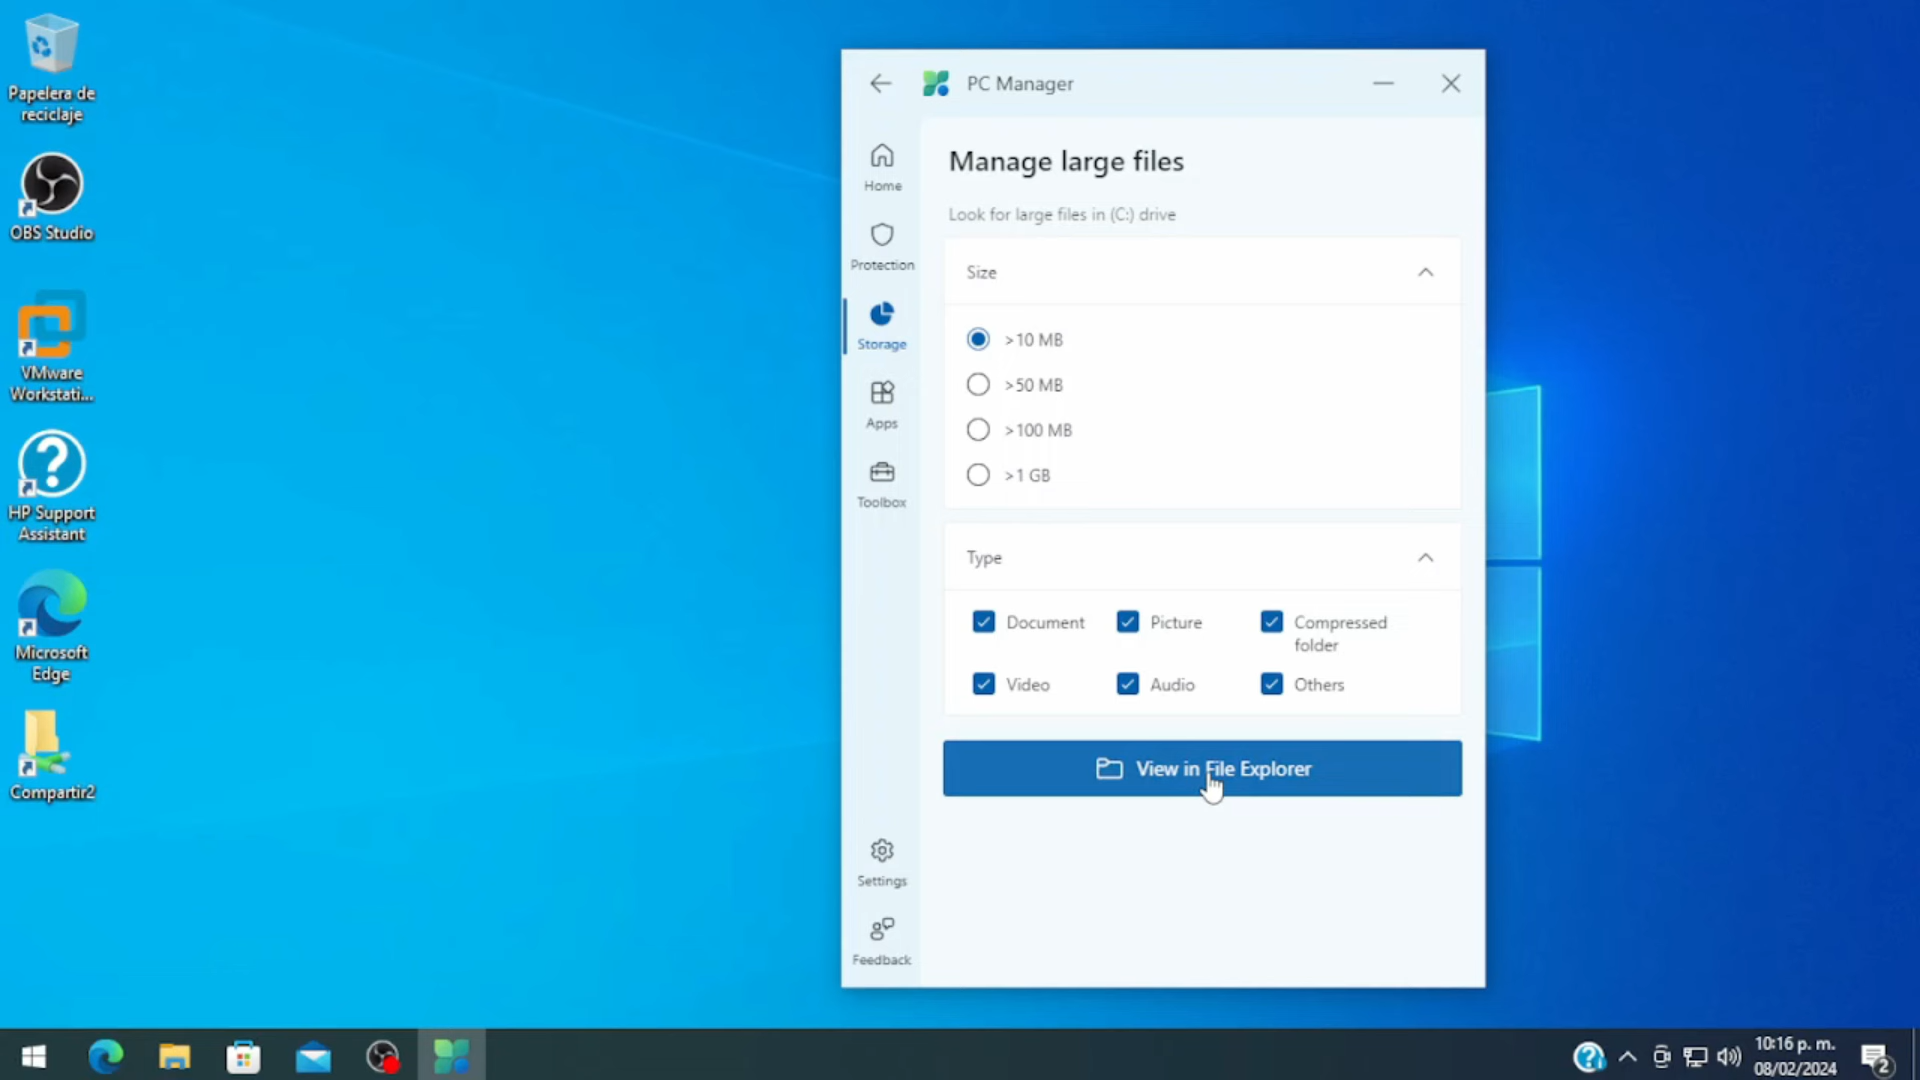 Papelera de
reciclaje
OBS Studio
VMware
Workstati...
HP Support
Assistant
Microsoft
Edge
Compartir2
PC Manager
Home
Protection
Storage
Apps
Toolbox
Settings
Feedback
Manage large files
Look for large files in (C:) drive
Size
>10 MB
>50 MB
>100 MB
>1 GB
Type
Document
Picture
Compressed
folder
Video
Audio
Others
View in File Explorer
10:16 p. m.
08/02/2024
2